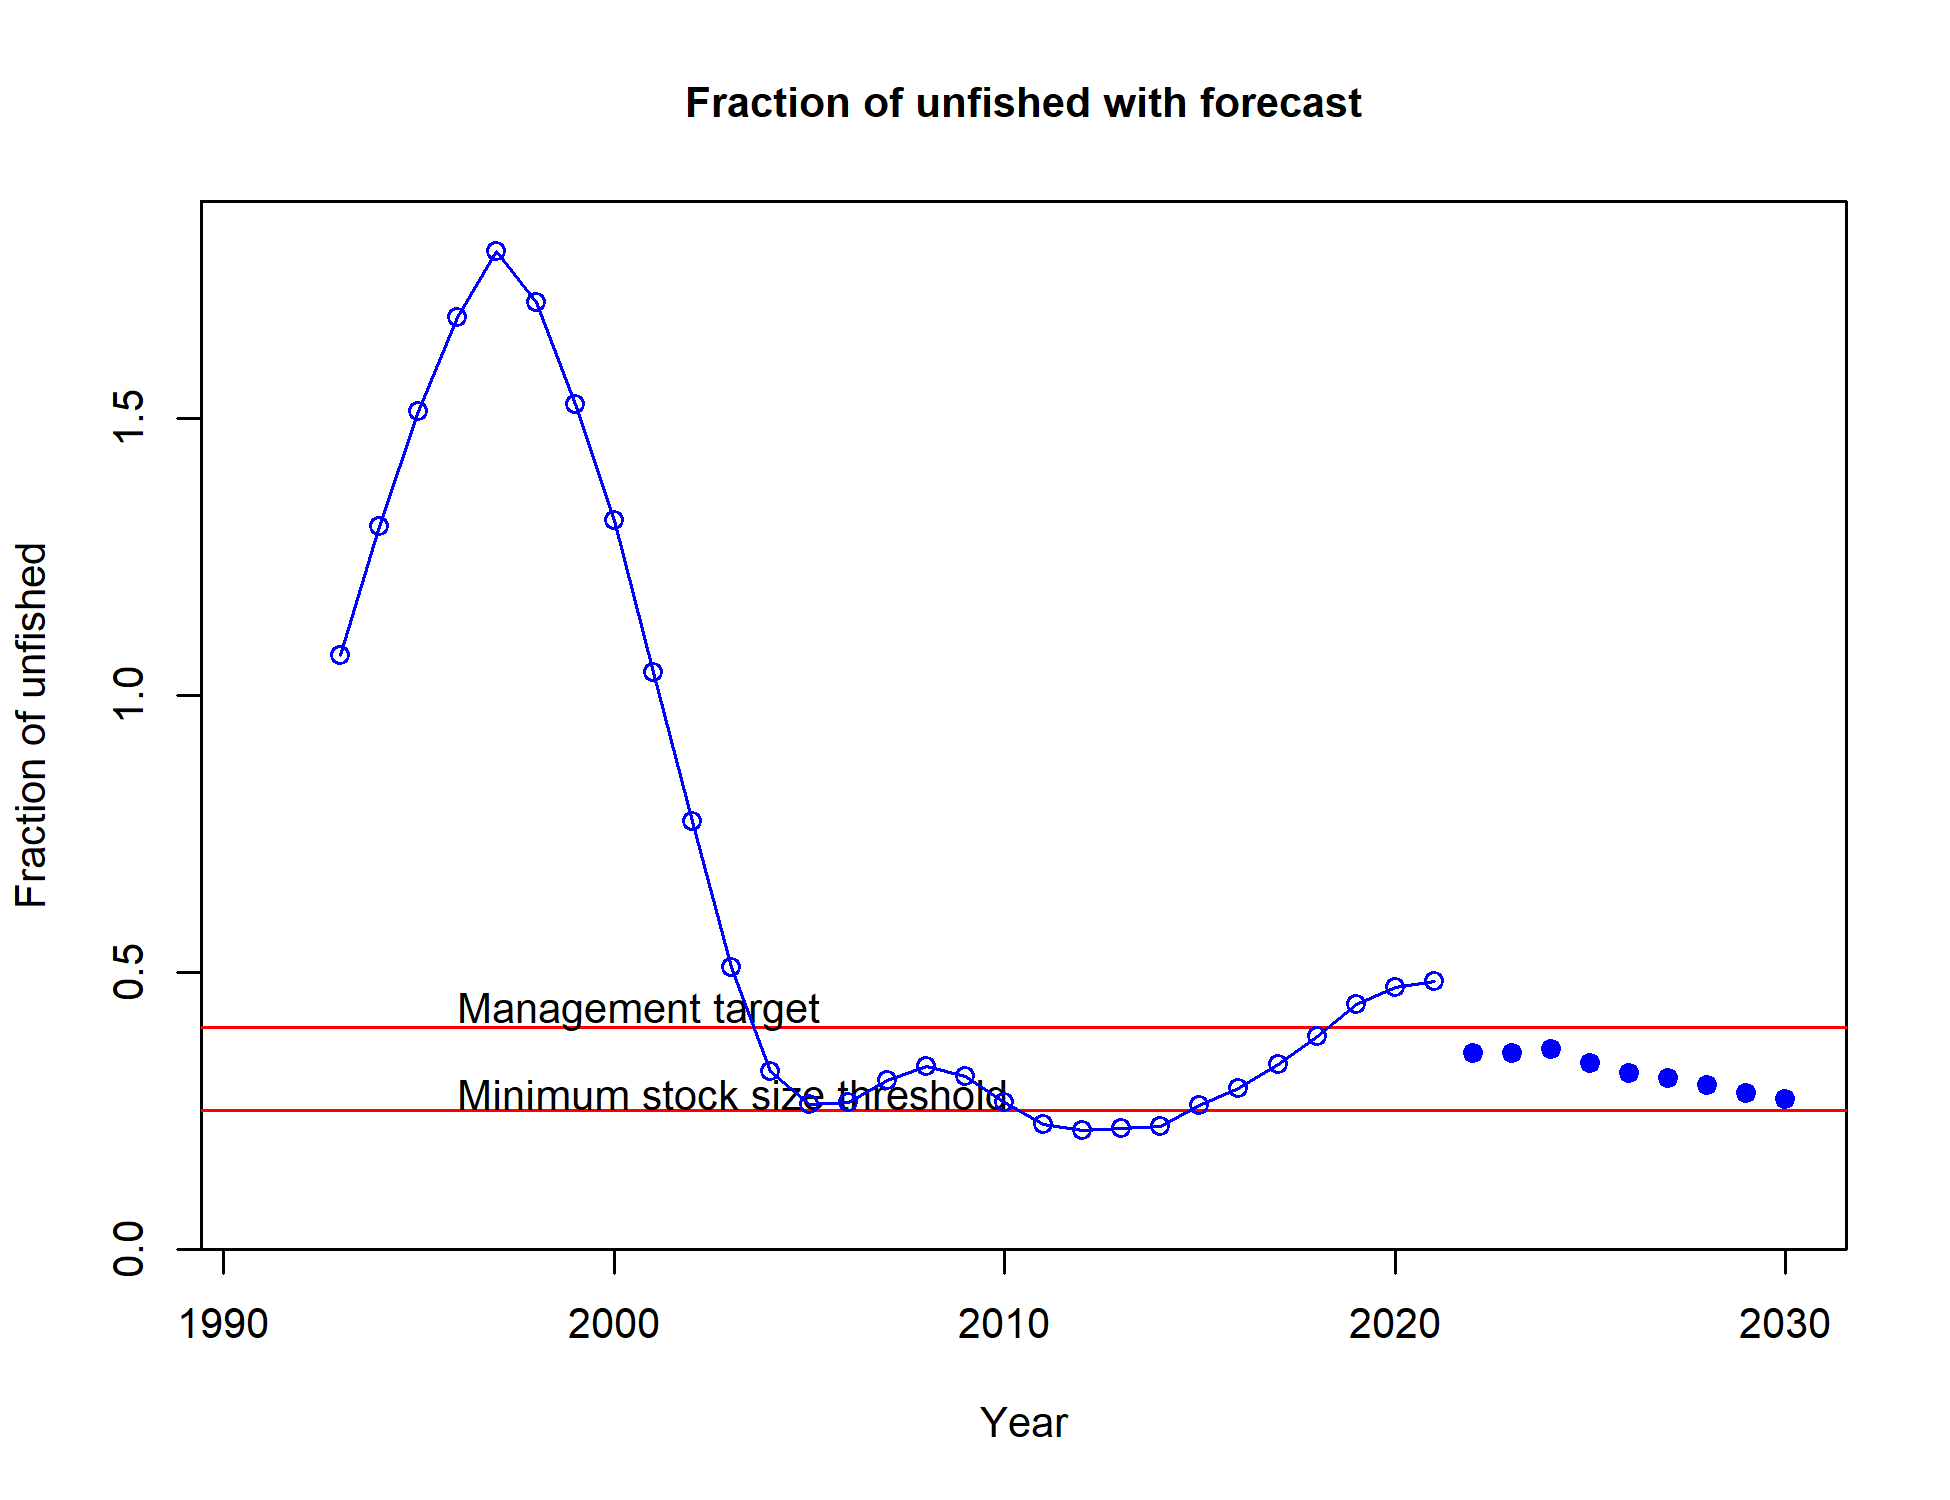 Fraction of unfished with forecast
Fraction of unfished
1.5
1.0
0.5
0.0
Management target
Minimum stock size threshold
1990 2000 2010 2020 2030
Year